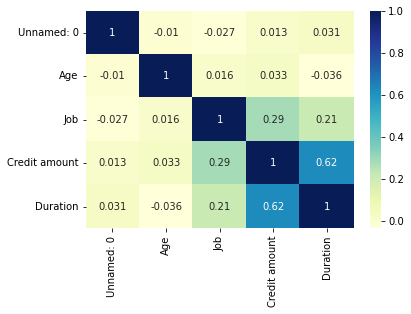 Unnamed: 0 1 -0.01 -0.027 0.013 0.031
Age -0.01 1 0.016 0.033 -0.036
Job -0.027 0.016 1 0.29 0.21
Credit amount 0.013 0.033 0.29 1 0.62
Duration 0.031 -0.036 0.21 0.62 1
Unnamed: 0
Age
Job
Credit amount
Duration
1.0
0.8
0.6
0.4
0.2
0.0